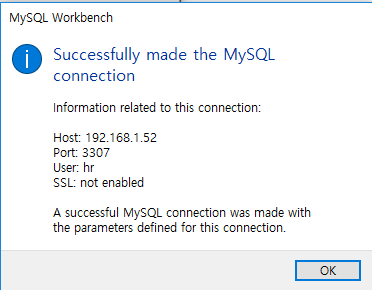 MySQL Workbench
Successfully made the MySQL
connection
Information related to this connection:
Host: 192.168.1.52
Port: 3307
User: hr
SSL: not enabled
A successful MySQL connection was made with
the parameters defined for this connection.
OK